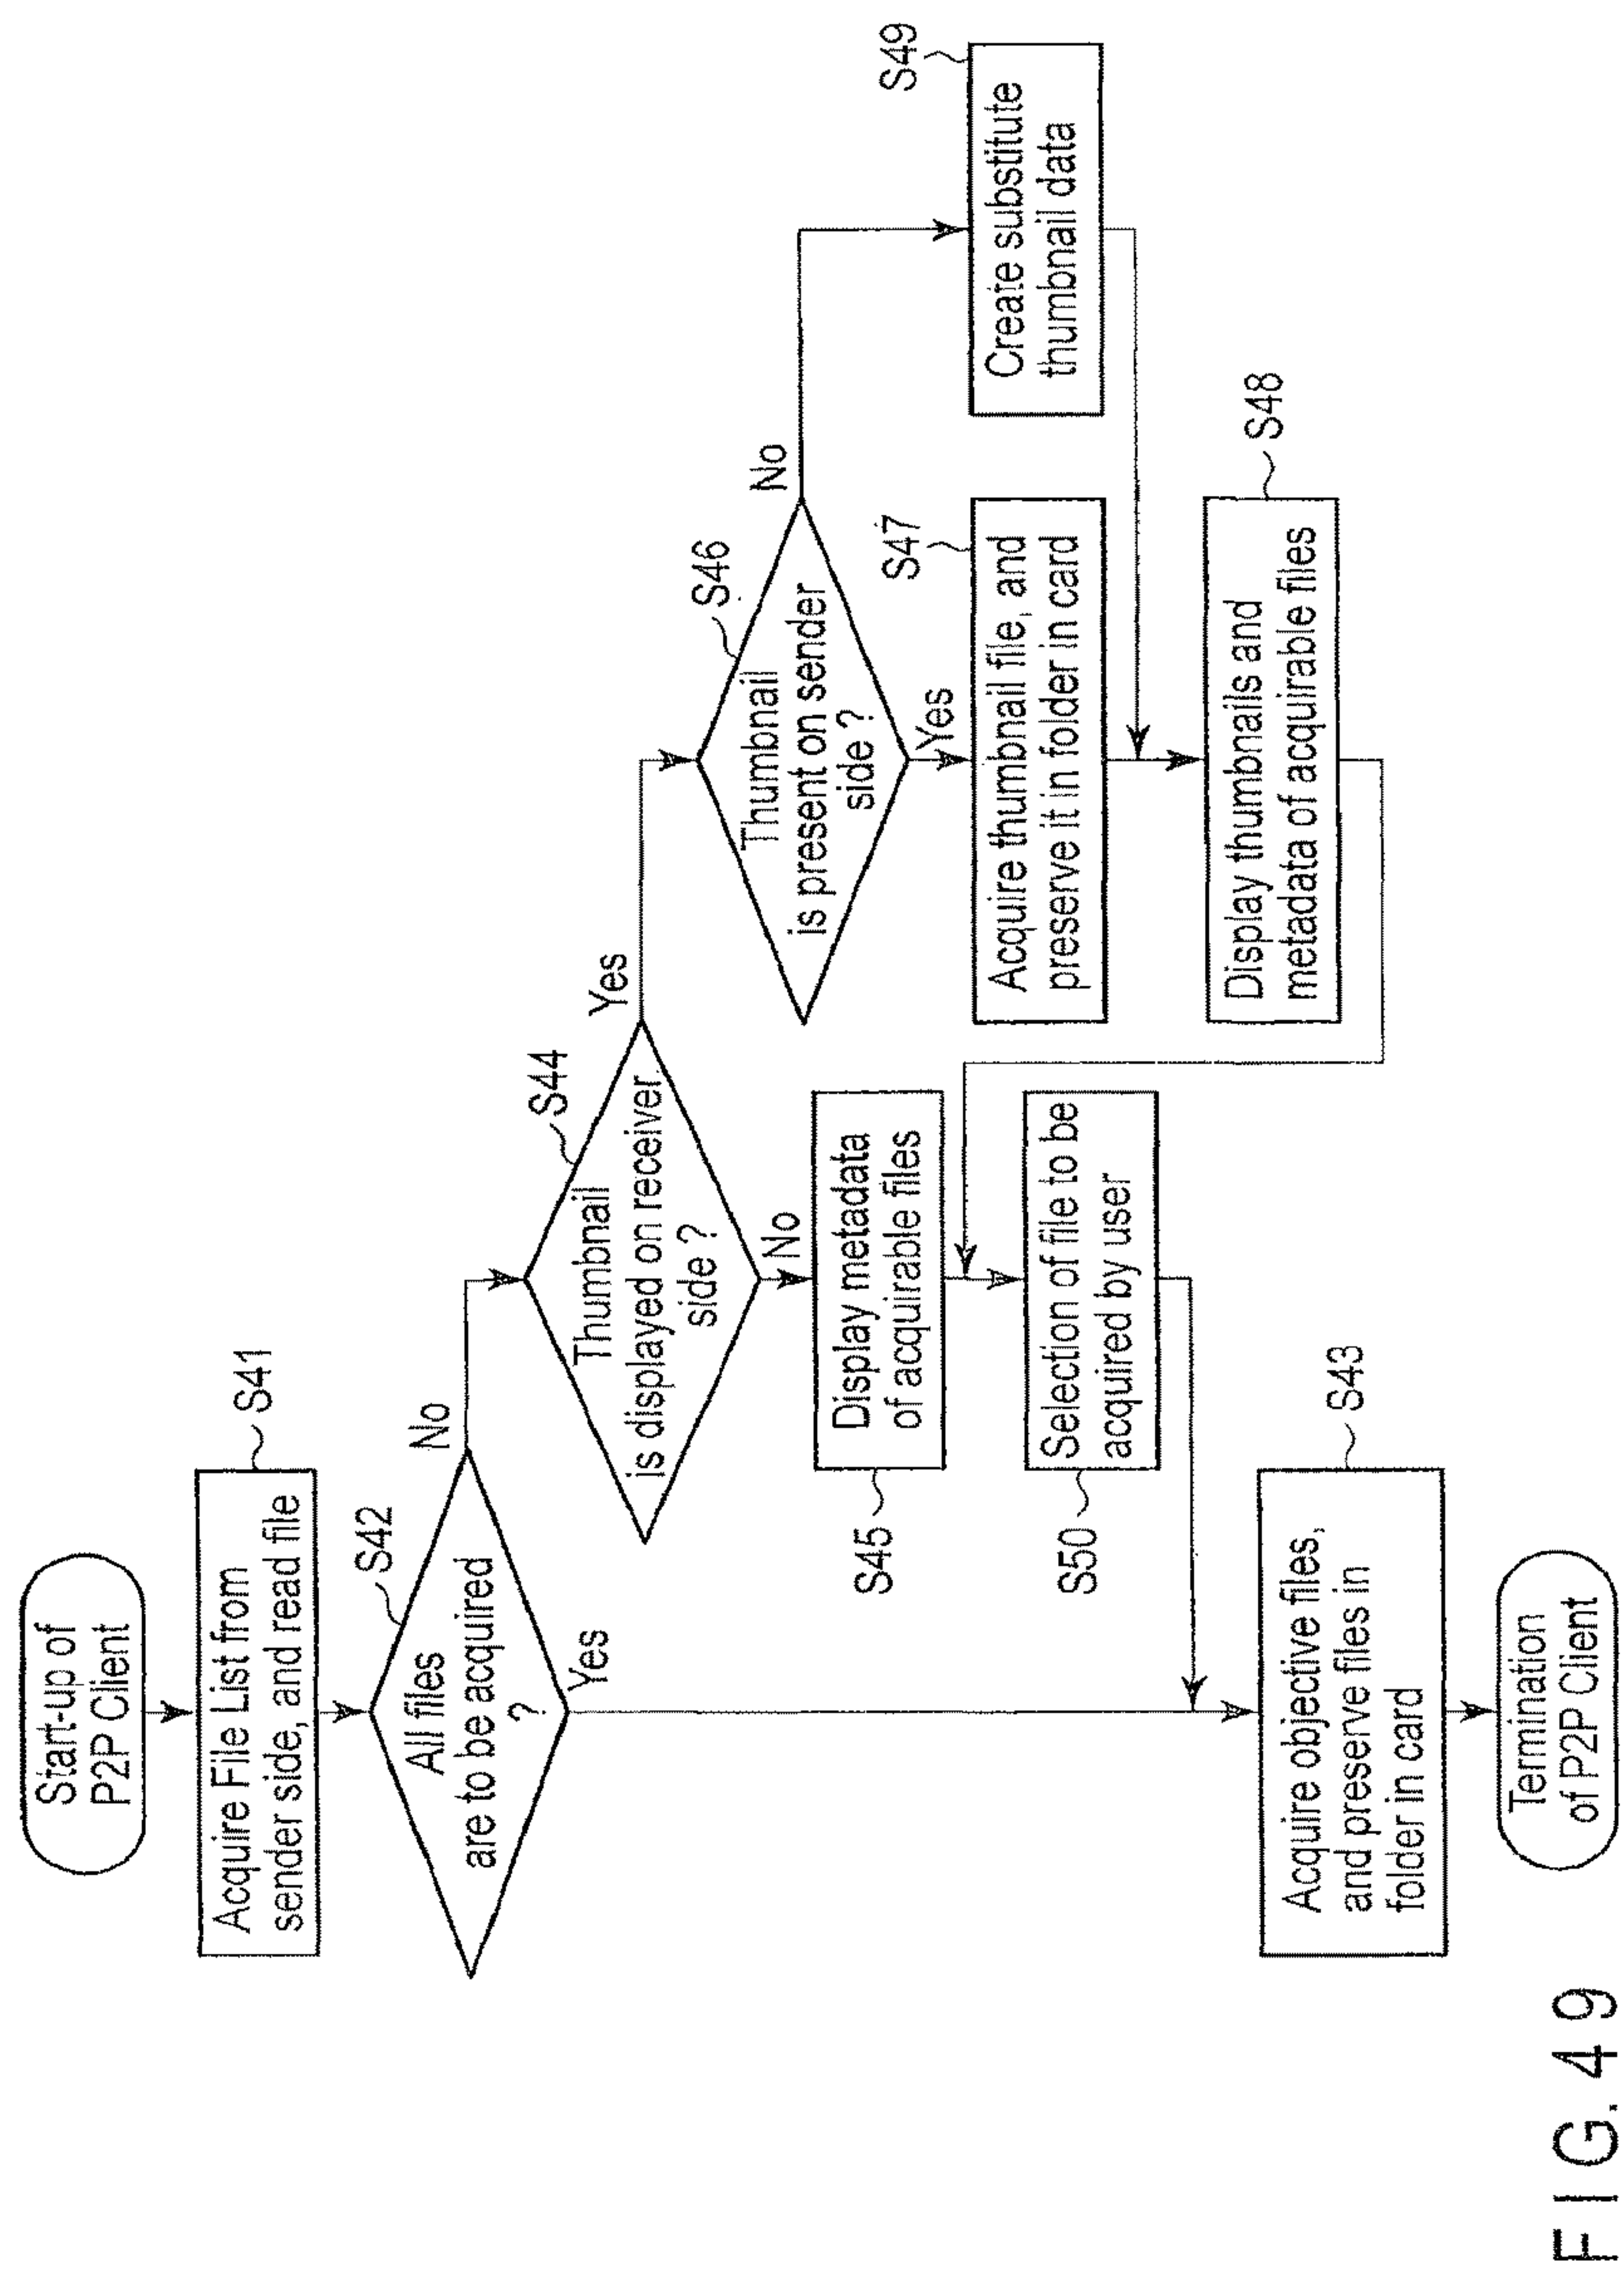 Start-up of
P2P Client
S41
Acquire File List from
sender side, and read file
S42
All files
are to be acquired
?
No
Yes
S44
Thumbnail
is displayed on receiver
side ?
Yes
No
S46
Thumbnail
is present on sender
side ?
No
Yes
S45
Display metadata
of acquirable files
S47
Acquire thumbnail file, and
preserve it in folder in card
S49
Create substitute
thumbnail data
S50
Selection of file to be
acquired by user
S48
Display thumbnails and
metadata of acquirable files
S43
Acquire objective files,
and preserve files in
folder in card
Termination
of P2P Client
FIG. 49